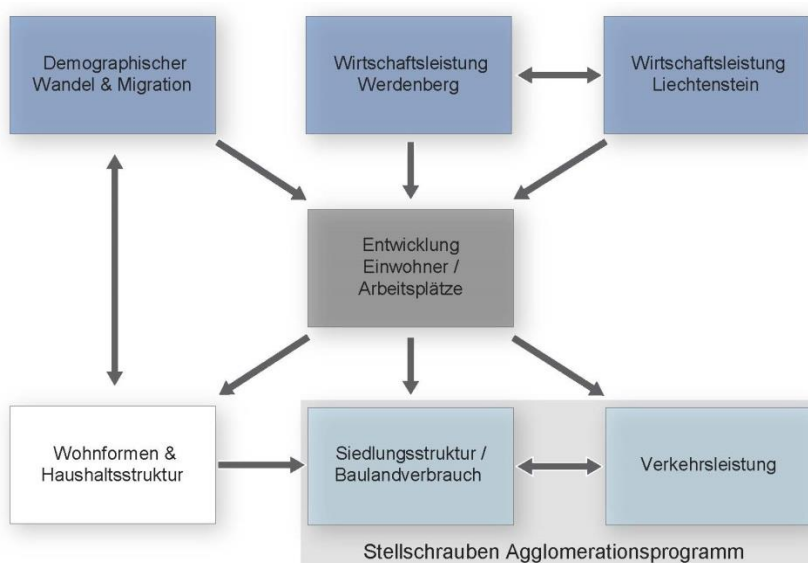 Demographischer
Wandel & Migration
Wirtschaftsleistung
Werdenberg
Wirtschaftsleistung
Liechtenstein
Entwicklung
Einwohner /
Arbeitsplätze
Wohnformen &
Haushaltsstruktur
Siedlungsstruktur /
Baulandverbrauch
Verkehrsleistung
Stellschrauben Agglomerationsprogramm